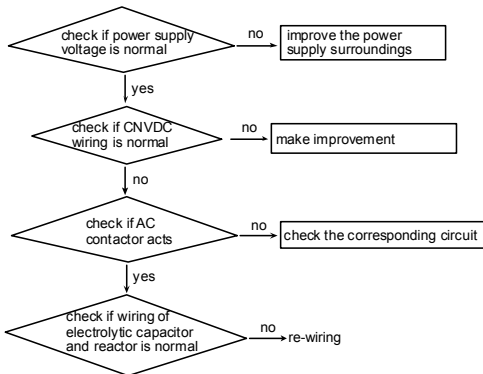 check if power supply
voltage is normal
no
improve the power
supply surroundings
yes
check if CNVDC
wiring is normal
no
make improvement
no
check if AC
contactor acts
no
check the corresponding circuit
yes
check if wiring of
electrolytic capacitor
and reactor is normal
no
re-wiring